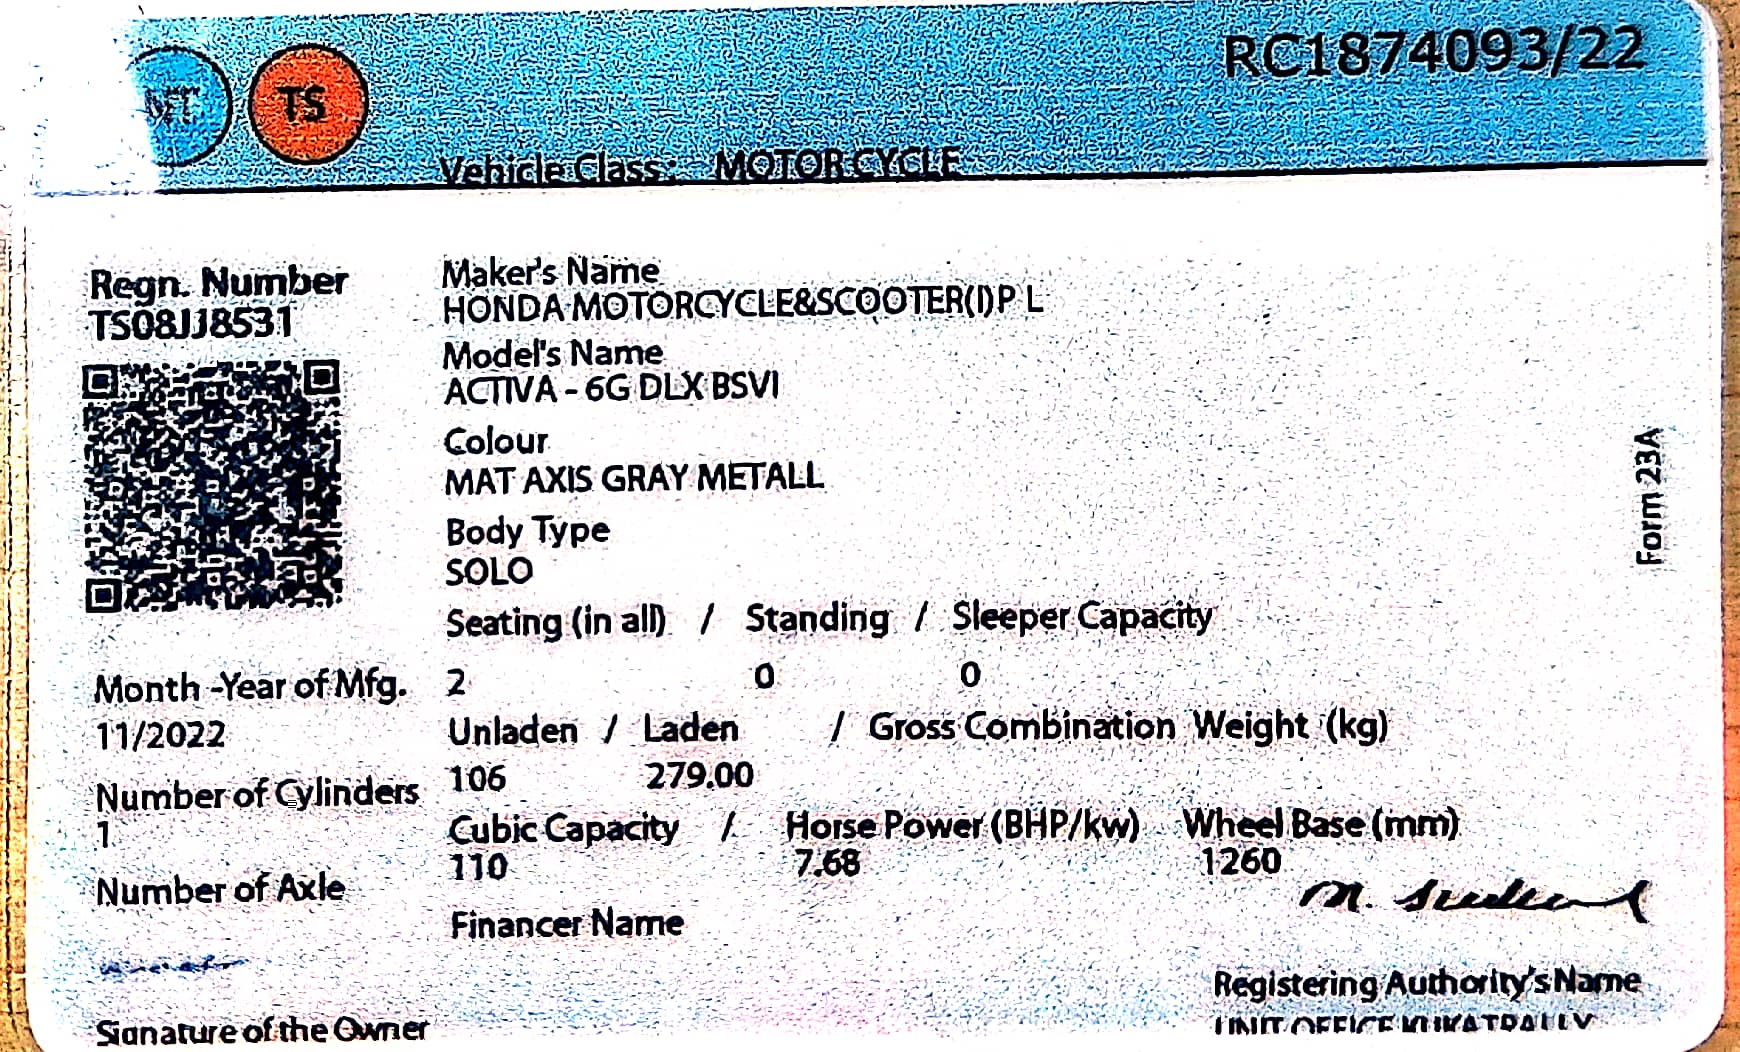 RC1874093/22
NT TS
Vehicle Class: MOTOR CYCLE
Regn. Number
TS08JJ8531
Maker's Name
HONDA MOTORCYCLE&SCOOTER(I)P L
Model's Name
ACTIVA - 6G DLX BSVI
Colour
MAT AXIS GRAY METALL
Body Type
SOLO
Form 23A
Seating (in all) / Standing / Sleeper Capacity
2 0 0
Month -Year of Mfg.
11/2022
Unladen / Laden / Gross Combination Weight (kg)
106 279.00
Number of Cylinders
1
Cubic Capacity / Horse Power (BHP/kw) Wheel Base (mm)
110 7.68 1260
Number of Axle
Financer Name
M.
Registering Authority's Name
UNIT OFFICE KUKATPALLY
Signature of the Owner